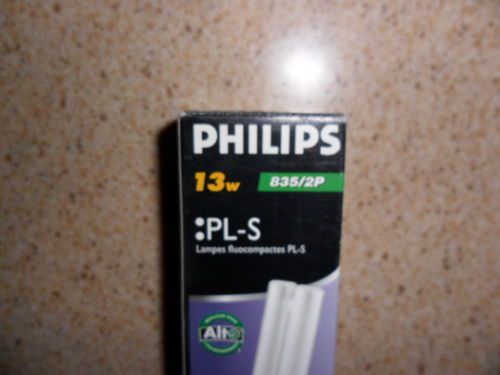 PHILIPS
13w 835/2P
:PL-S
Lampes fluocompactes PL-S
Alto